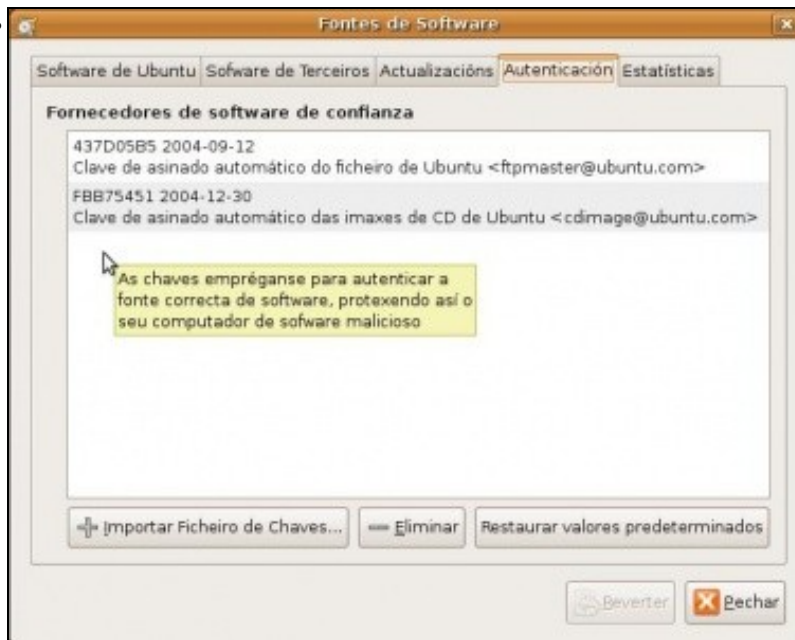 Fontes de Software
Software de Ubuntu Sofware de Terceiros Actualizacións Autenticación Estatísticas
Fornecedores de software de confianza
437D05B5 2004-09-12
Clave de asinado automático do ficheiro de Ubuntu <ftpmaster@ubuntu.com>
FBB75451 2004-12-30
Clave de asinado automático das imaxes de CD de Ubuntu <cdimage@ubuntu.com>
As chaves empréganse para autenticar a
fonte correcta de software, protexendo así o
seu computador de sofware malicioso
Importar Ficheiro de Chaves... Eliminar Restaurar valores predeterminados
Reverter Pechar